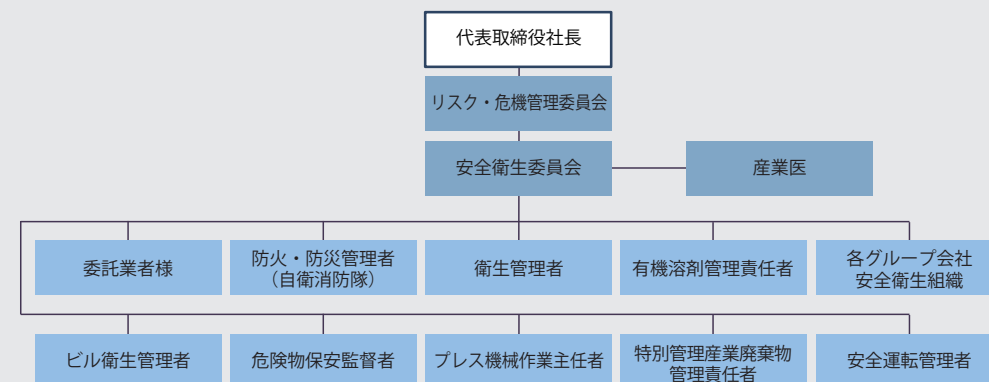 代表取締役社長
リスク・危機管理委員会
安全衛生委員会
産業医
委託業者様
防火・防災管理者
（自衛消防隊）
衛生管理者
有機溶剤管理責任者
各グループ会社
安全衛生組織
ビル衛生管理者
危険物保安監督者
プレス機械作業主任者
特別管理産業廃棄物
管理責任者
安全運転管理者